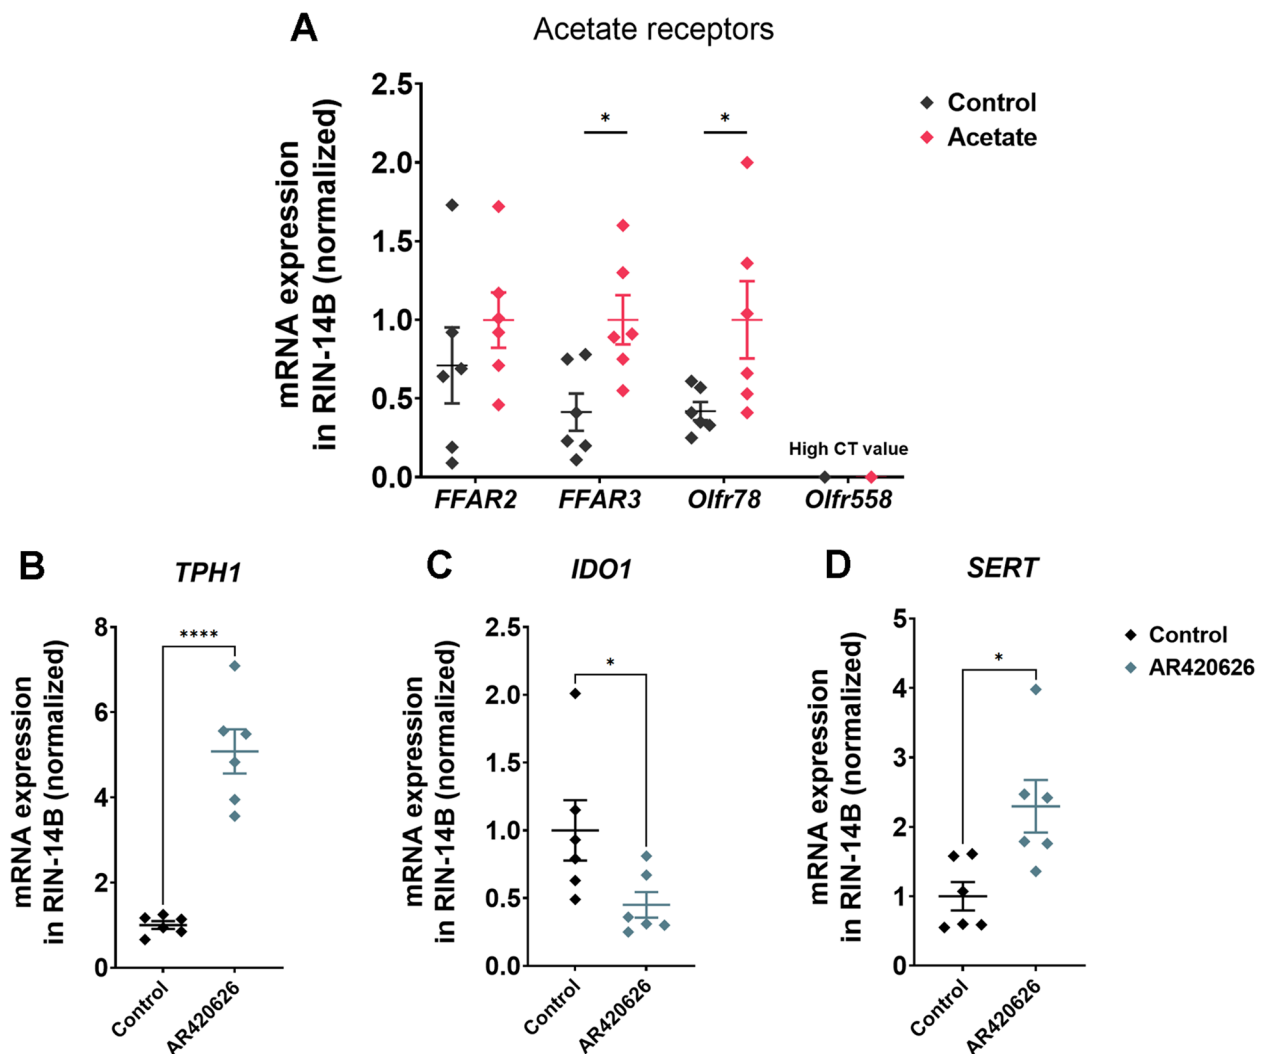 A
Acetate receptors
mRNA expression
in RIN-14B (normalized)
2.5
2.0
1.5
1.0
0.5
0.0
*
*
Control
Acetate
High CT value
FFAR2
FFAR3
Olfr78
Olfr558
B
TPH1
mRNA expression
in RIN-14B (normalized)
8
6
4
2
0
****
Control
AR420626
C
IDO1
mRNA expression
in RIN-14B (normalized)
2.5
2.0
1.5
1.0
0.5
0.0
*
Control
AR420626
D
SERT
mRNA expression
in RIN-14B (normalized)
5
4
3
2
1
0
*
Control
AR420626
Control
AR420626